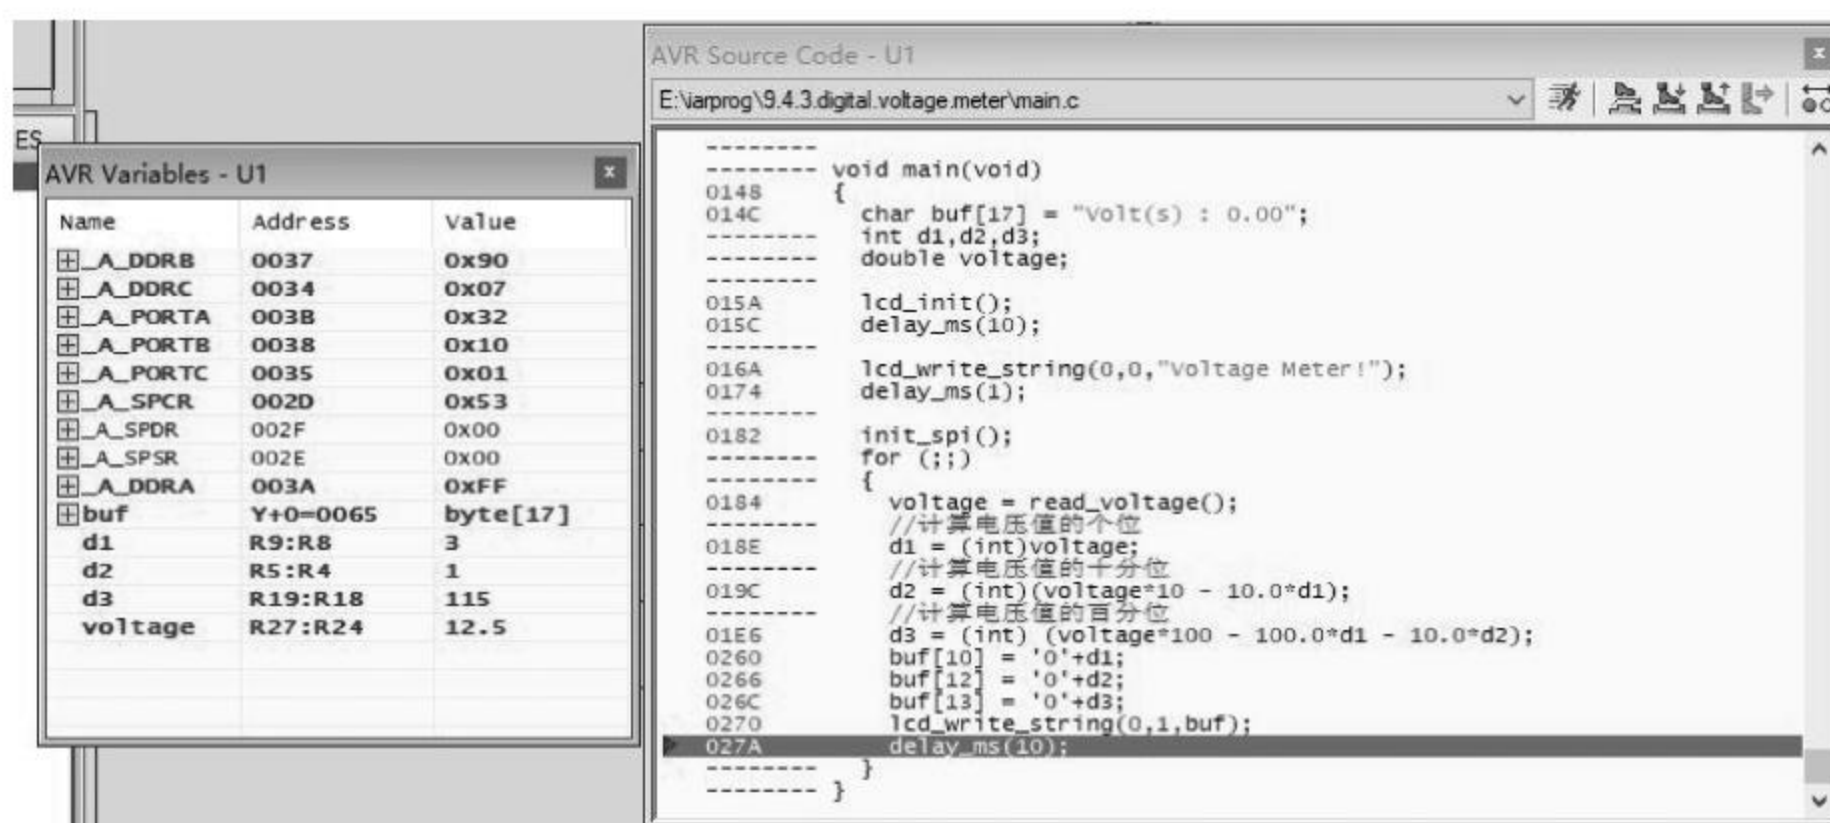 ES
AVR Variables - U1
Name Address Value
_A_DDRB 0037 0x90
_A_DDRC 0034 0x07
_A_PORTA 003B 0x32
_A_PORTB 0038 0x10
_A_PORTC 0035 0x01
_A_SPCR 002D 0x53
_A_SPDR 002F 0x00
_A_SPSR 002E 0x00
_A_DDRA 003A 0xFF
buf Y+0=0065 byte[17]
d1 R9:R8 3
d2 R5:R4 1
d3 R19:R18 115
voltage R27:R24 12.5
AVR Source Code - U1
E:\iarprog\9.4.3.digital.voltage.meter\main.c
--------
-------- void main(void)
0148 {
014C char buf[17] = "Volt(s) : 0.00";
-------- int d1,d2,d3;
-------- double voltage;
--------
015A lcd_init();
015C delay_ms(10);
--------
016A lcd_write_string(0,0,"Voltage Meter!");
0174 delay_ms(1);
--------
0182 init_spi();
-------- for (;;)
-------- {
0184 voltage = read_voltage();
-------- //计算电压值的个位
018E d1 = (int)voltage;
-------- //计算电压值的十分位
019C d2 = (int)(voltage*10 - 10.0*d1);
-------- //计算电压值的百分位
01E6 d3 = (int) (voltage*100 - 100.0*d1 - 10.0*d2);
0260 buf[10] = '0'+d1;
0266 buf[12] = '0'+d2;
026C buf[13] = '0'+d3;
0270 lcd_write_string(0,1,buf);
027A delay_ms(10);
-------- }
-------- }